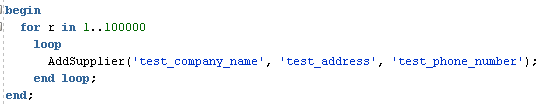 begin
  for r in 1..100000
    loop
      AddSupplier('test_company_name', 'test_address', 'test_phone_number');
    end loop;
end;